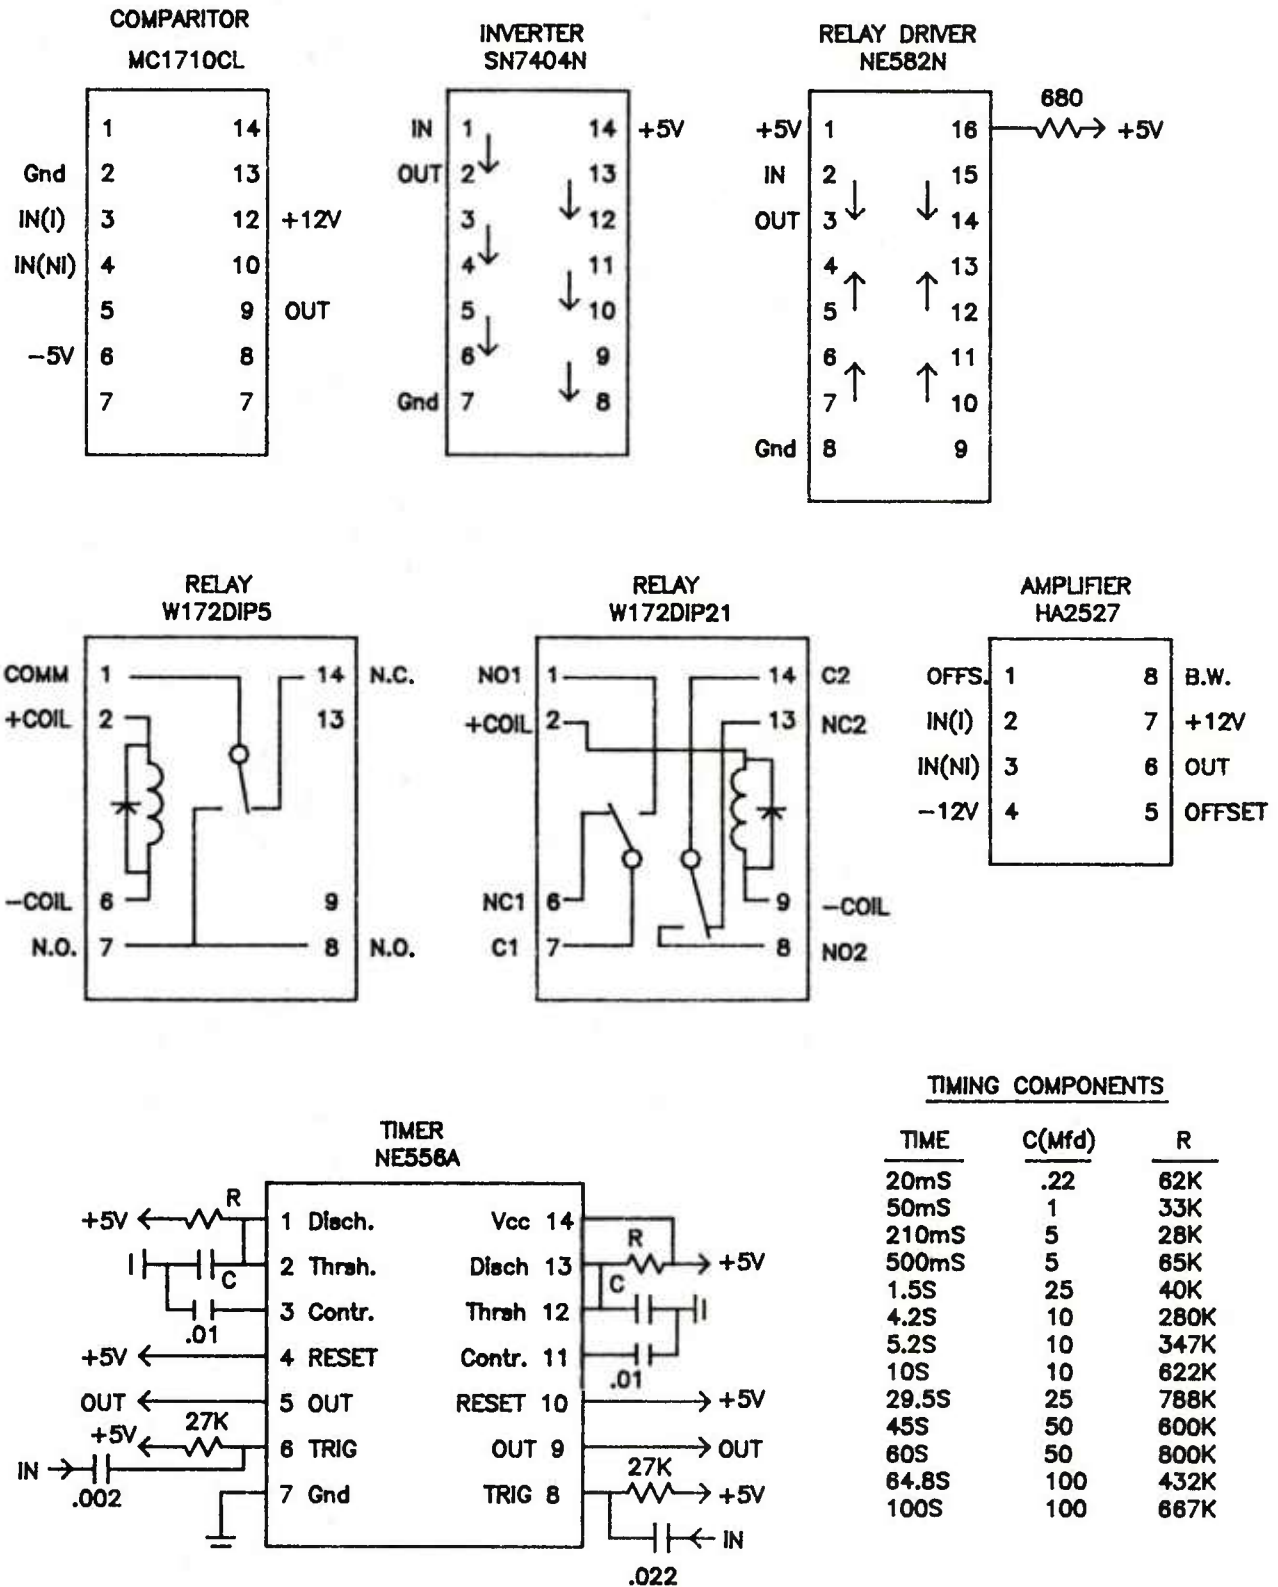 COMPARITOR
MC1710CL
1 14
Gnd 2 13
IN(I) 3 12 +12V
IN(NI) 4 10
5 9 OUT
-5V 6 8
7 7
INVERTER
SN7404N
IN 1 14 +5V
OUT 2 13
3 12
4 11
5 10
6 9
Gnd 7 8
RELAY DRIVER
NE582N
680
+5V 1 16 +5V
IN 2 15
OUT 3 14
4 13
5 12
6 11
7 10
Gnd 8 9
RELAY
W172DIP5
COMM 1 14 N.C.
+COIL 2 13
-COIL 6 9
N.O. 7 8 N.O.
RELAY
W172DIP21
NO1 1 14 C2
+COIL 2 13 NC2
NC1 6 9 -COIL
C1 7 8 NO2
AMPLIFIER
HA2527
OFFS. 1 8 B.W.
IN(I) 2 7 +12V
IN(NI) 3 6 OUT
-12V 4 5 OFFSET
TIMER
NE556A
R
+5V 1 Disch. Vcc 14
R
2 Thrsh. Disch 13 +5V
C C
3 Contr. Thrsh 12
.01
+5V 4 RESET Contr. 11
.01
OUT 5 OUT RESET 10 +5V
27K
+5V 6 TRIG OUT 9 OUT
IN
.002
27K
7 Gnd TRIG 8 +5V
IN
.022
TIMING COMPONENTS
TIME C(Mfd) R
20mS .22 62K
50mS 1 33K
210mS 5 28K
500mS 5 65K
1.5S 25 40K
4.2S 10 280K
5.2S 10 347K
10S 10 622K
29.5S 25 788K
45S 50 600K
60S 50 800K
64.8S 100 432K
100S 100 667K